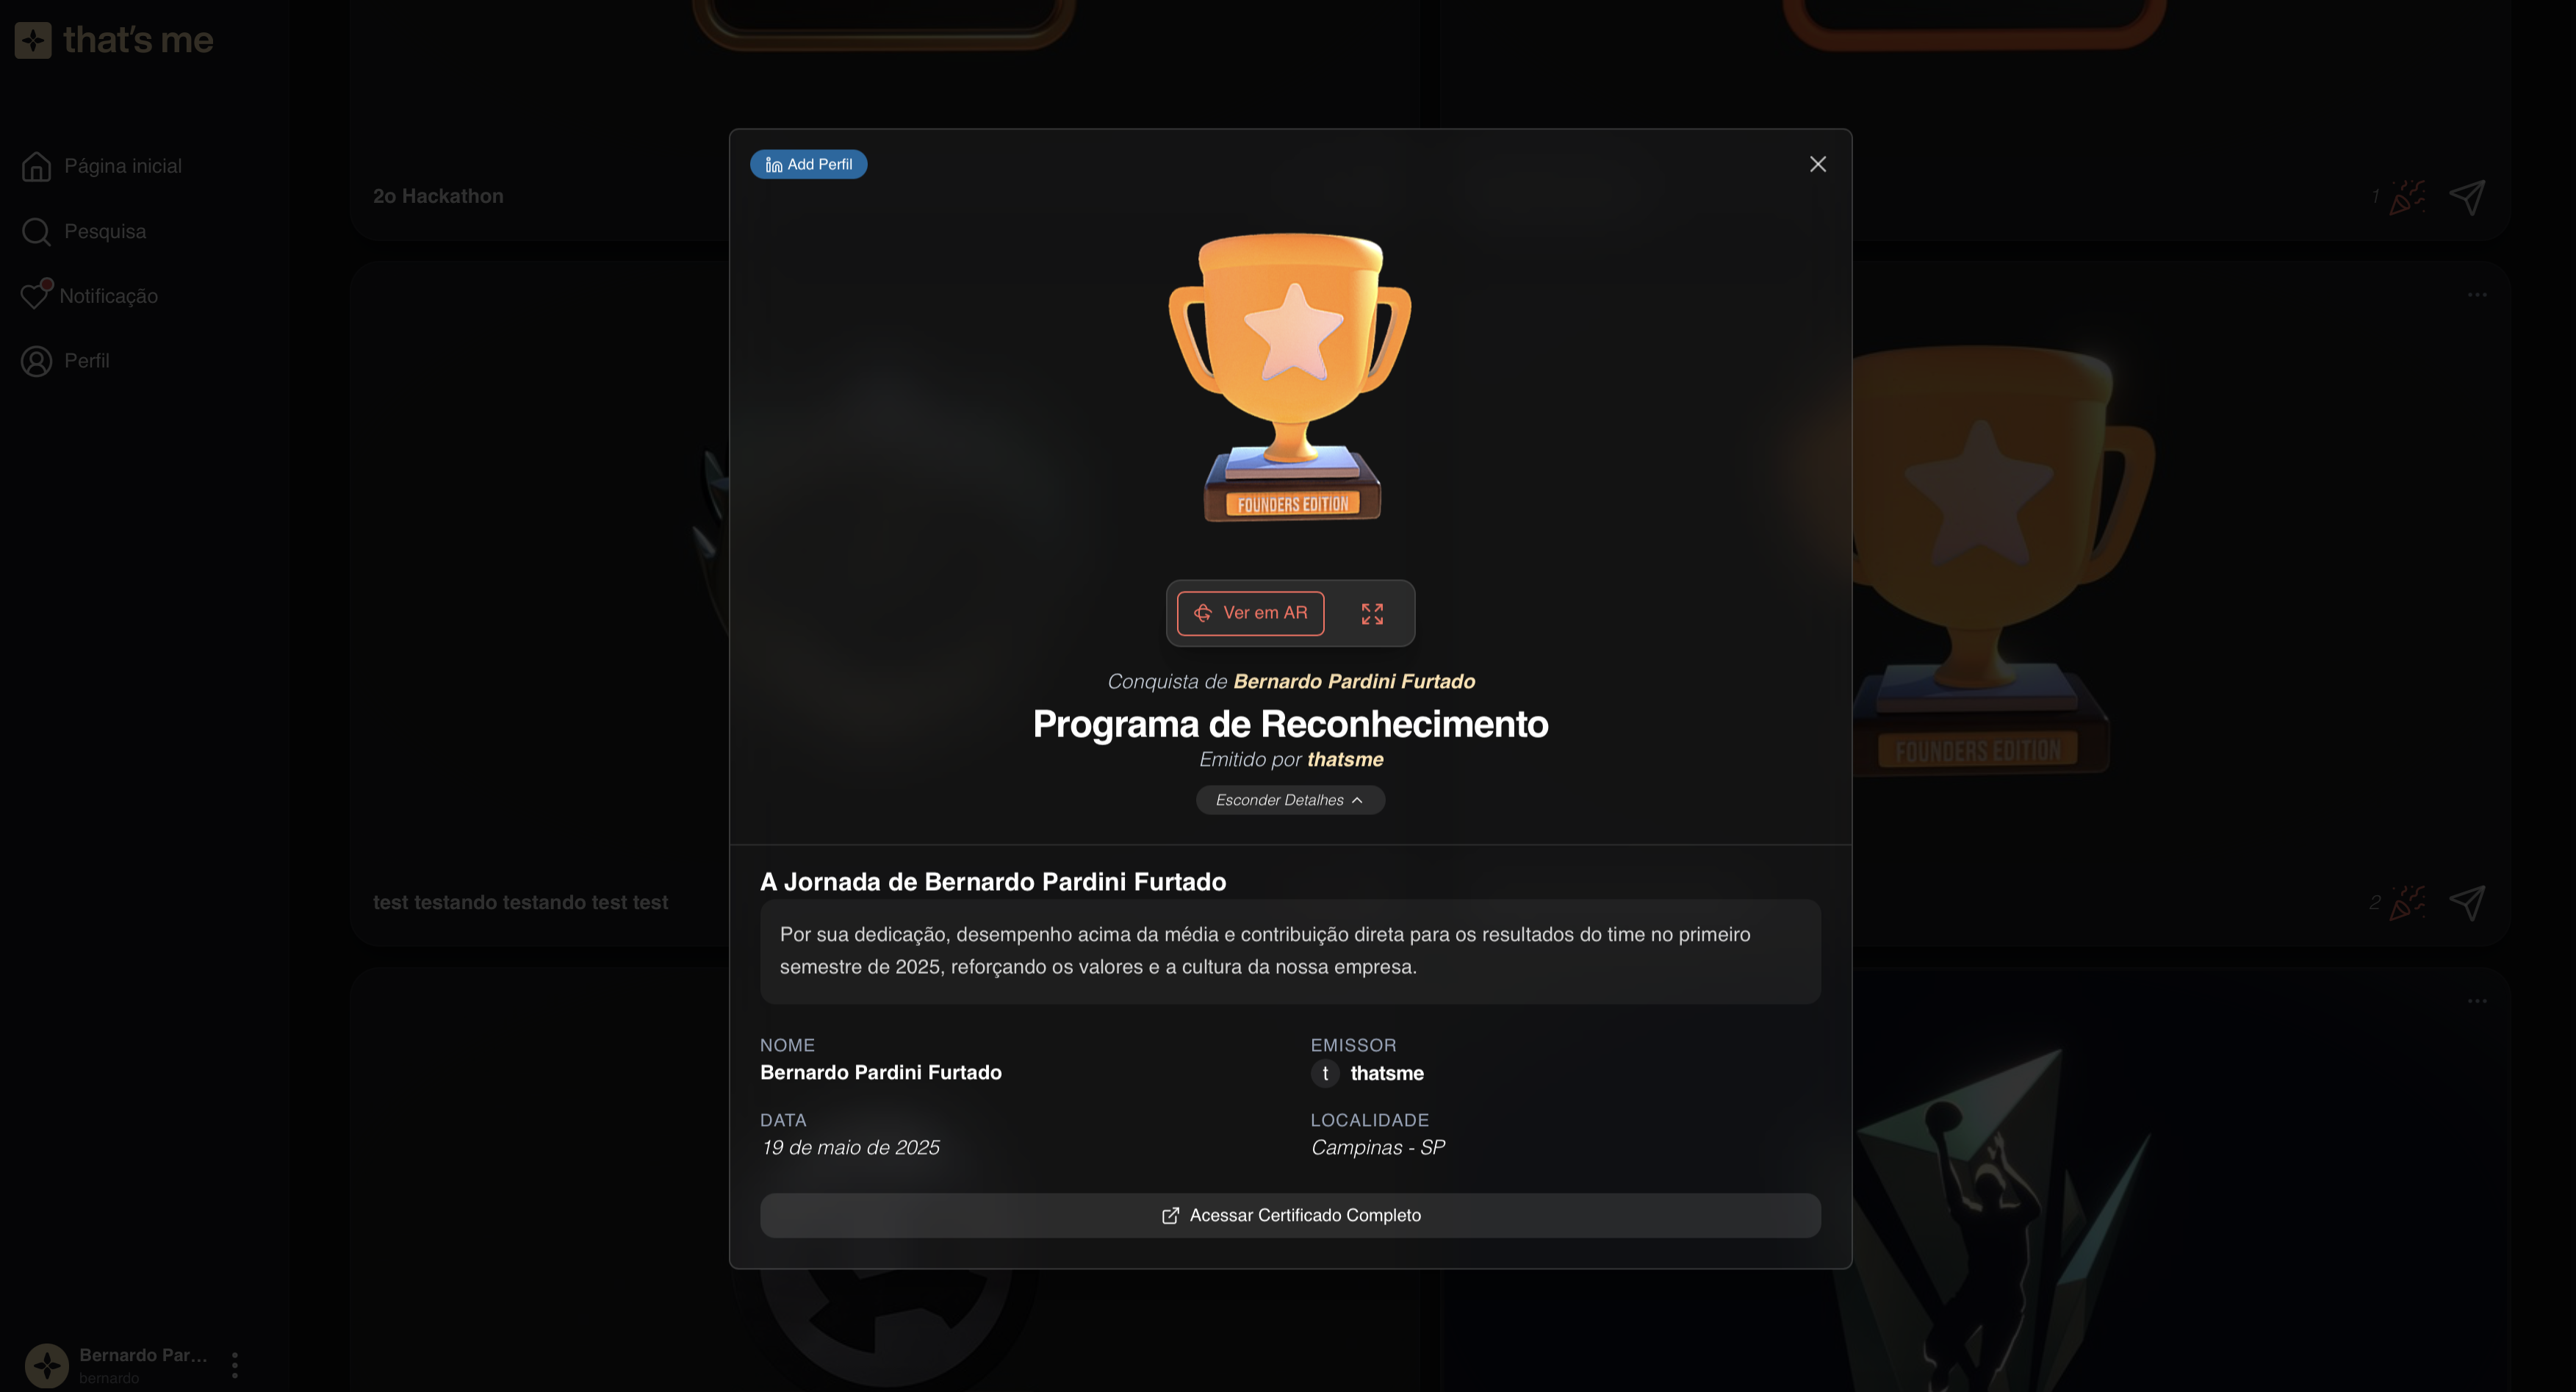 that's me
Página inicial
Pesquisa
Notificação
Perfil
2o Hackathon
1
test testando testando test test
2
Bernardo Par...
bernardo
Add Perfil
FOUNDERS EDITION
Ver em AR
Conquista de Bernardo Pardini Furtado
Programa de Reconhecimento
Emitido por thatsme
Esconder Detalhes
A Jornada de Bernardo Pardini Furtado
Por sua dedicação, desempenho acima da média e contribuição direta para os resultados do time no primeiro
semestre de 2025, reforçando os valores e a cultura da nossa empresa.
NOME
Bernardo Pardini Furtado
EMISSOR
t thatsme
DATA
19 de maio de 2025
LOCALIDADE
Campinas - SP
Acessar Certificado Completo
FOUNDERS EDITION